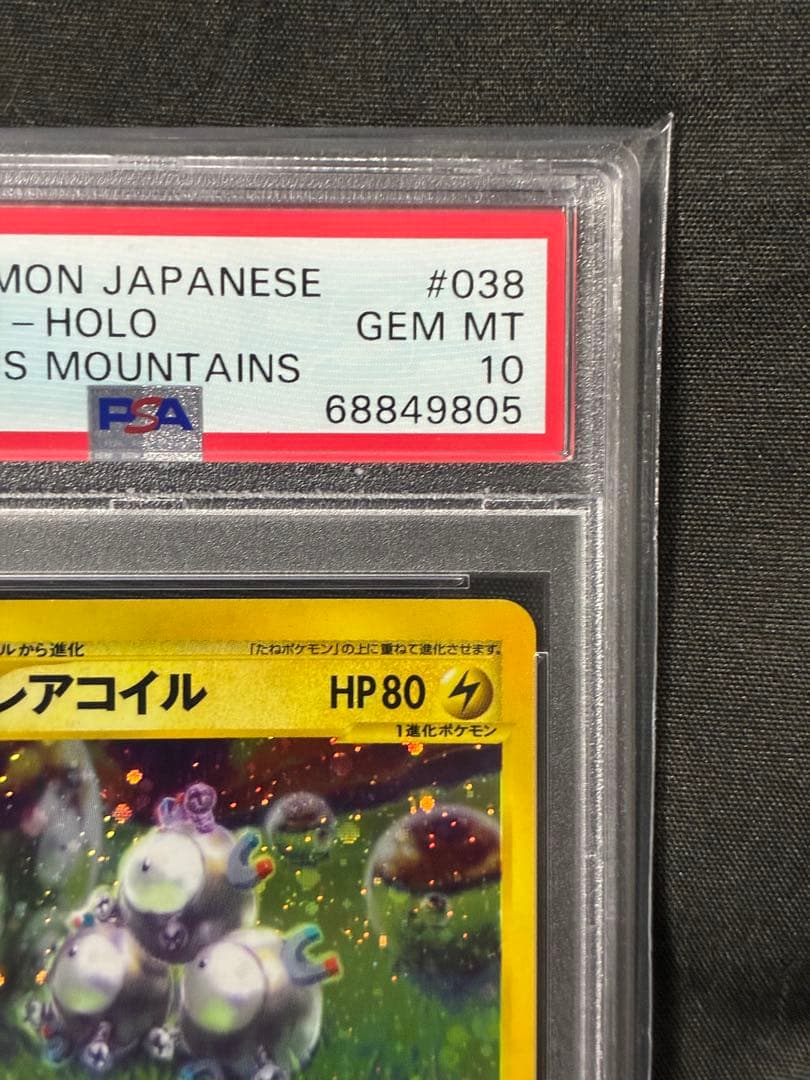 MON JAPANESE #038
- HOLO GEM MT
S MOUNTAINS 10
PSA 68849805
ルから進化 「たねポケモン」の上に重ねて進化させます。
レアコイル HP80
1進化ポケモン